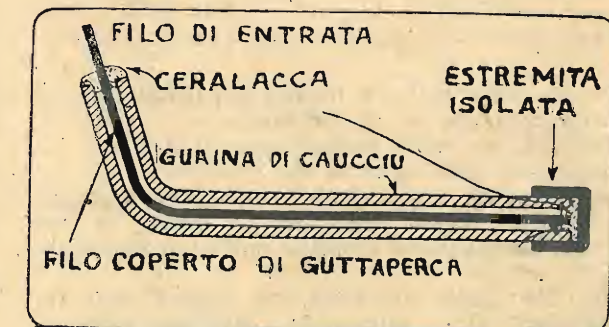 FILO DI ENTRATA
CERALACCA
ESTREMITA
ISOLATA
GUAINA DI CAUCCIU
FILO COPERTO DI GUTTAPERCA